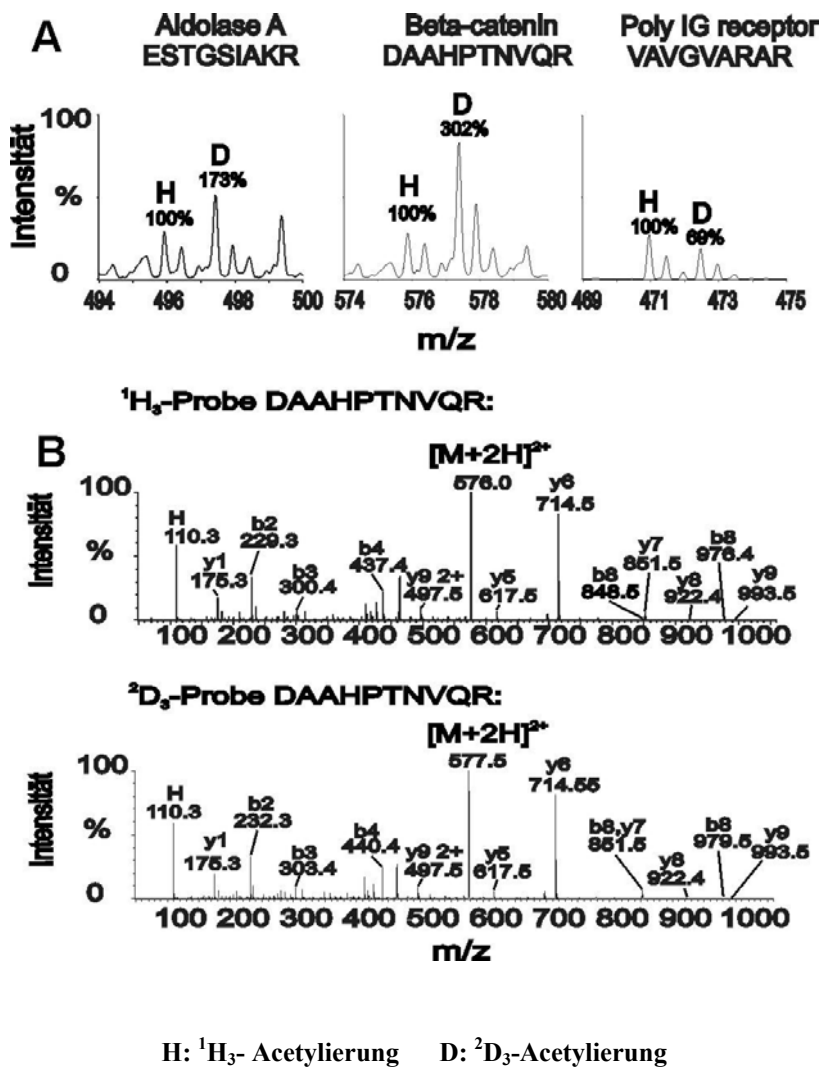 A
Aldolase A Beta-catenin Poly IG receptor
ESTGSIAKR DAAHPTNVQR VAVGVARAR
Intensität
%
100
0
H
100%
D
173%
494 496 498 500
H
100%
D
302%
574 576 578 580
H
100%
D
69%
469 471 473 475
m/z
¹H₃-Probe DAAHPTNVQR:
B
Intensität
%
100
0
H
110.3
y1
175.3
b2
229.3
b3
300.4
b4
437.4
y9 2+
497.5
[M+2H]²⁺
576.0
y5
617.5
y6
714.5
b8
848.5
y7
851.5
y8
922.4
b8
976.4
y9
993.5
100 200 300 400 500 600 700 800 900 1000
²D₃-Probe DAAHPTNVQR:
Intensität
%
100
0
H
110.3
y1
175.3
b2
232.3
b3
303.4
b4
440.4
y9 2+
497.5
[M+2H]²⁺
577.5
y5
617.5
y6
714.55
b8,y7
851.5
y8
922.4
b8
979.5
y9
993.5
100 200 300 400 500 600 700 800 900 1000
m/z
H: ¹H₃- Acetylierung D: ²D₃-Acetylierung